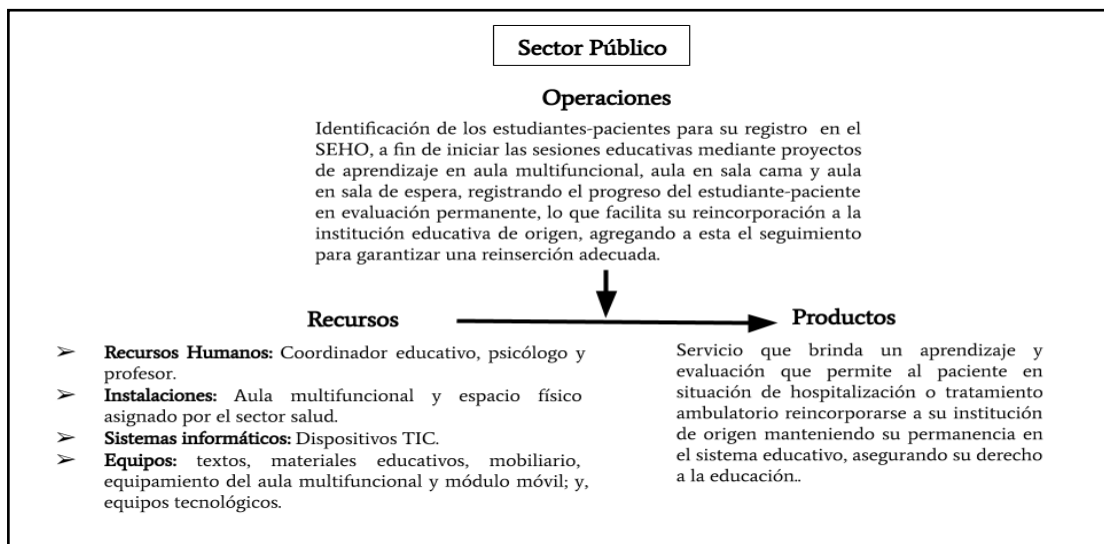 Sector Público
Operaciones
Identificación de los estudiantes-pacientes para su registro en el
SEHO, a fin de iniciar las sesiones educativas mediante proyectos
de aprendizaje en aula multifuncional, aula en sala cama y aula
en sala de espera, registrando el progreso del estudiante-paciente
en evaluación permanente, lo que facilita su reincorporación a la
institución educativa de origen, agregando a esta el seguimiento
para garantizar una reinserción adecuada.
Recursos
➢ Recursos Humanos: Coordinador educativo, psicólogo y
profesor.
➢ Instalaciones: Aula multifuncional y espacio físico
asignado por el sector salud.
➢ Sistemas informáticos: Dispositivos TIC.
➢ Equipos: textos, materiales educativos, mobiliario,
equipamiento del aula multifuncional y módulo móvil; y,
equipos tecnológicos.
Productos
Servicio que brinda un aprendizaje y
evaluación que permite al paciente en
situación de hospitalización o tratamiento
ambulatorio reincorporarse a su institución
de origen manteniendo su permanencia en
el sistema educativo, asegurando su derecho
a la educación..